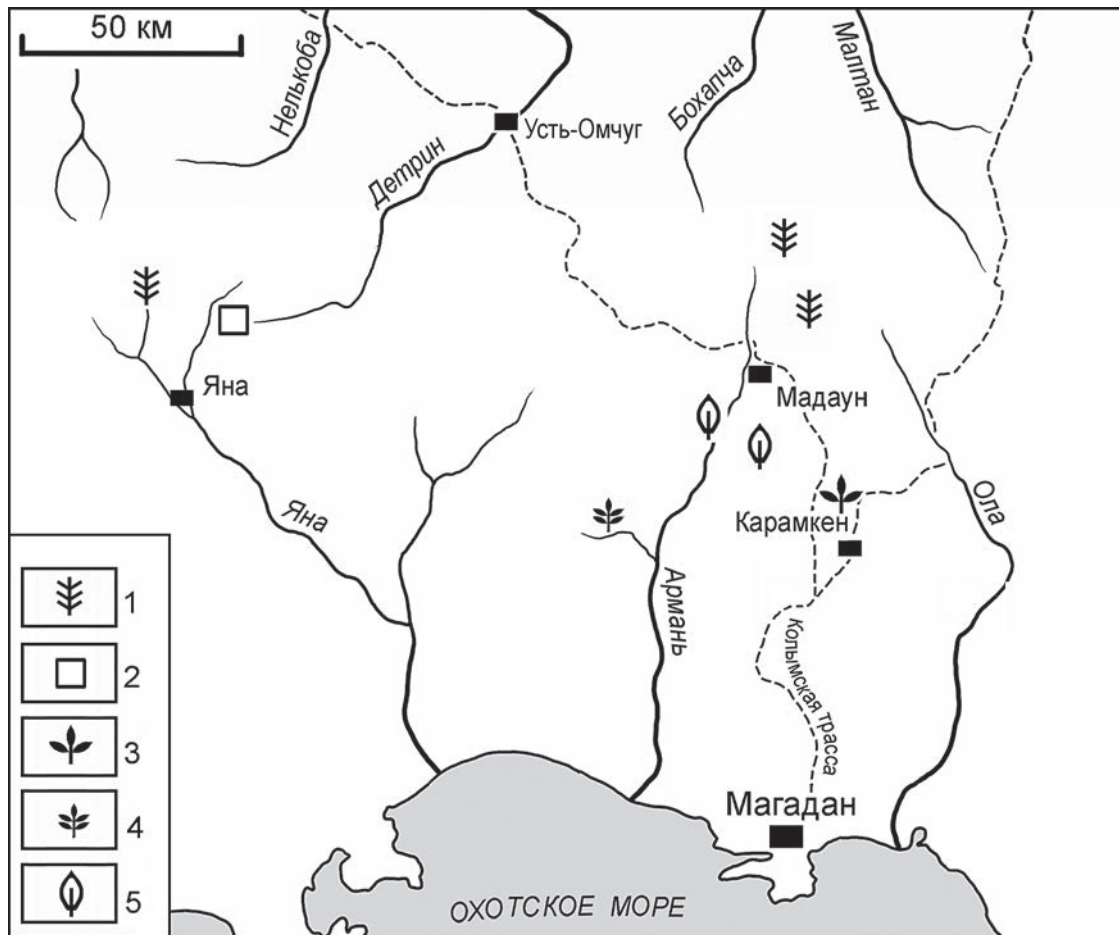 50 км
Нелькоба
Бохапча
Малтан
Усть-Омчуг
Детрин
Яна
Мадаун
Яна
Карамкен
Ола
Армань
Колымская трасса
Магадан
ОХОТСКОЕ МОРЕ
1
2
3
4
5